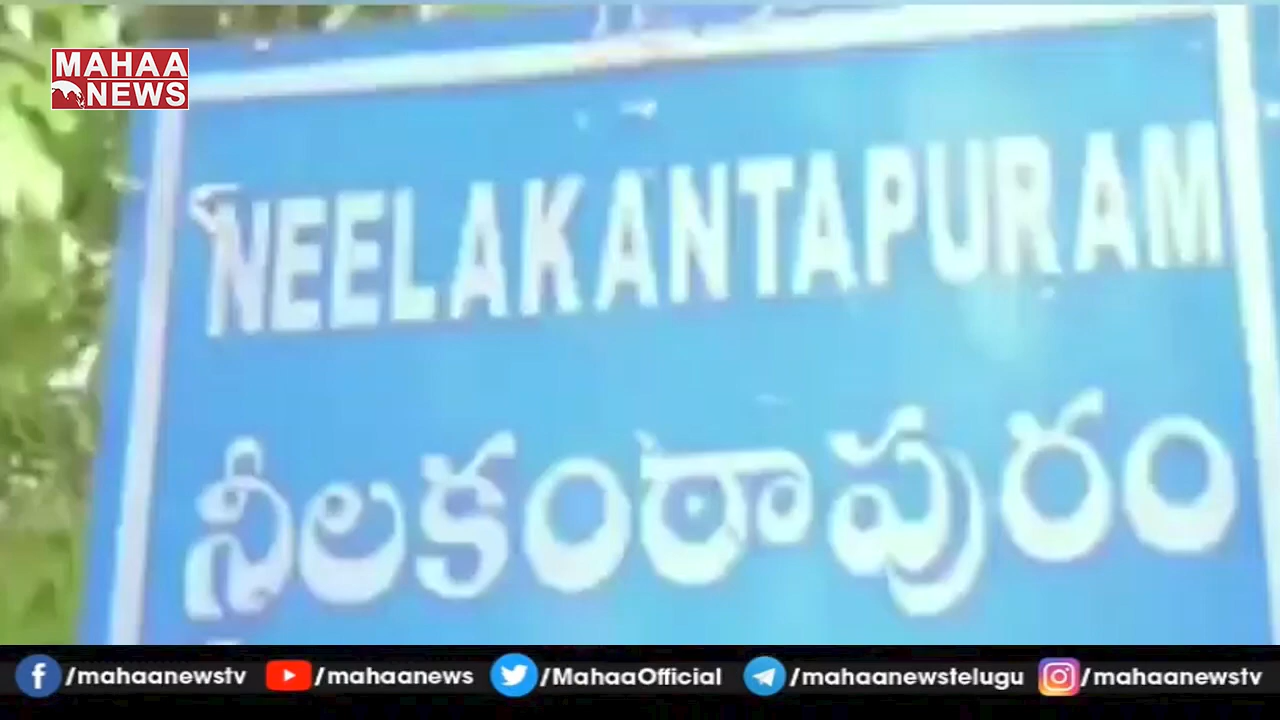 MAHAA
NEWS
NEELAKANTAPURAM
నీలకంఠాపురం
/mahaanewstv /mahaanews /MahaaOfficial /mahaanewstelugu /mahaanewstv